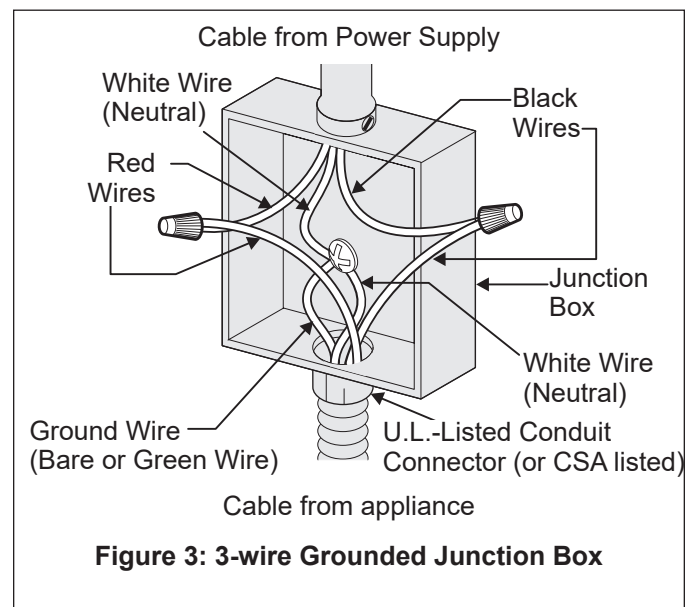 Cable from Power Supply
White Wire
(Neutral)
Black
Wires
Red
Wires
Junction
Box
White Wire
(Neutral)
Ground Wire
(Bare or Green Wire)
U.L.-Listed Conduit
Connector (or CSA listed)
Cable from appliance
Figure 3: 3-wire Grounded Junction Box